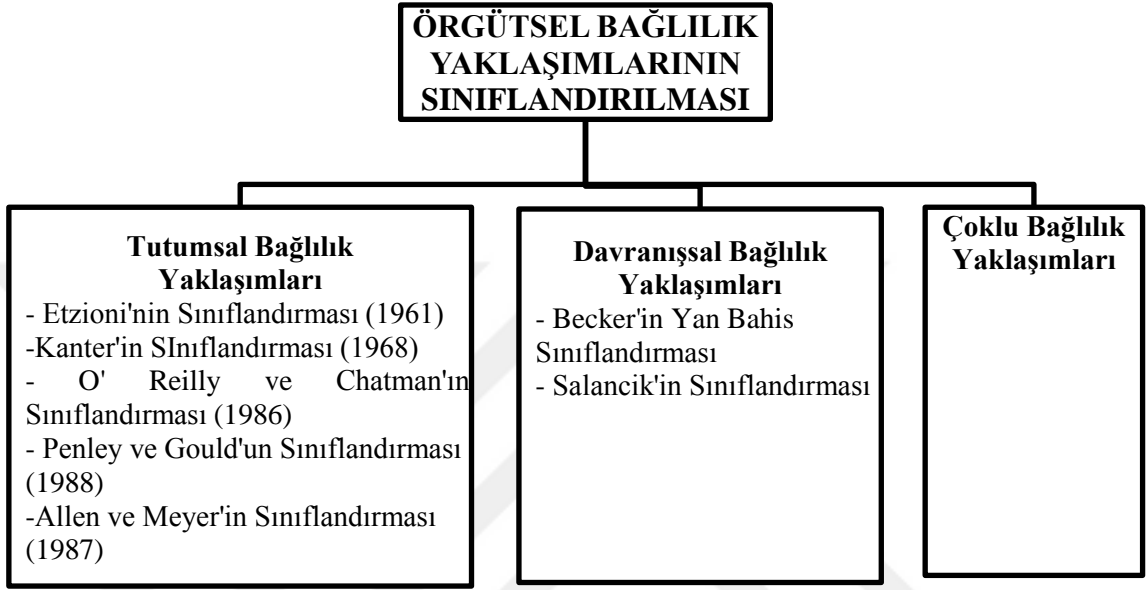 ÖRGÜTSEL BAĞLILIK
YAKLAŞIMLARININ
SINIFLANDIRILMASI
Tutumsal Bağlılık
Yaklaşımları
- Etzioni'nin Sınıflandırması (1961)
-Kanter'in SInıflandırması (1968)
- O' Reilly ve Chatman'ın
Sınıflandırması (1986)
- Penley ve Gould'un Sınıflandırması
(1988)
-Allen ve Meyer'in Sınıflandırması
(1987)
Davranışsal Bağlılık
Yaklaşımları
- Becker'in Yan Bahis
Sınıflandırması
- Salancik'in Sınıflandırması
Çoklu Bağlılık
Yaklaşımları